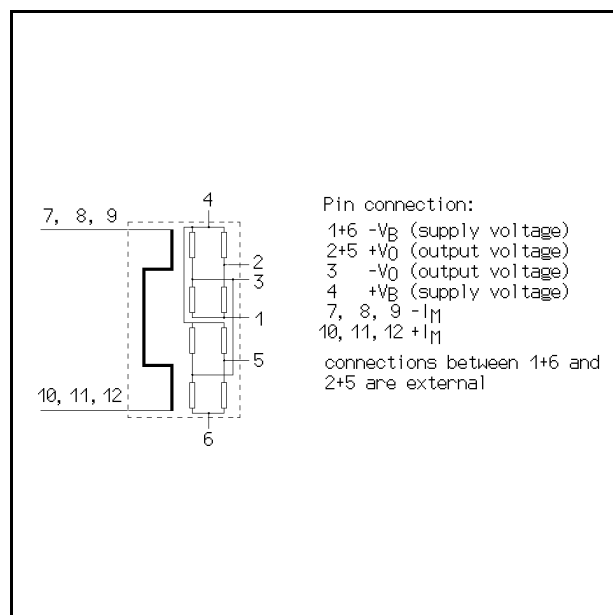 7, 8, 9
4
2
3
1
5
10, 11, 12
6
Pin connection:
1+6 -VB (supply voltage)
2+5 +VO (output voltage)
3 -VO (output voltage)
4 +VB (supply voltage)
7, 8, 9 -IM
10, 11, 12 +IM
connections between 1+6 and
2+5 are external